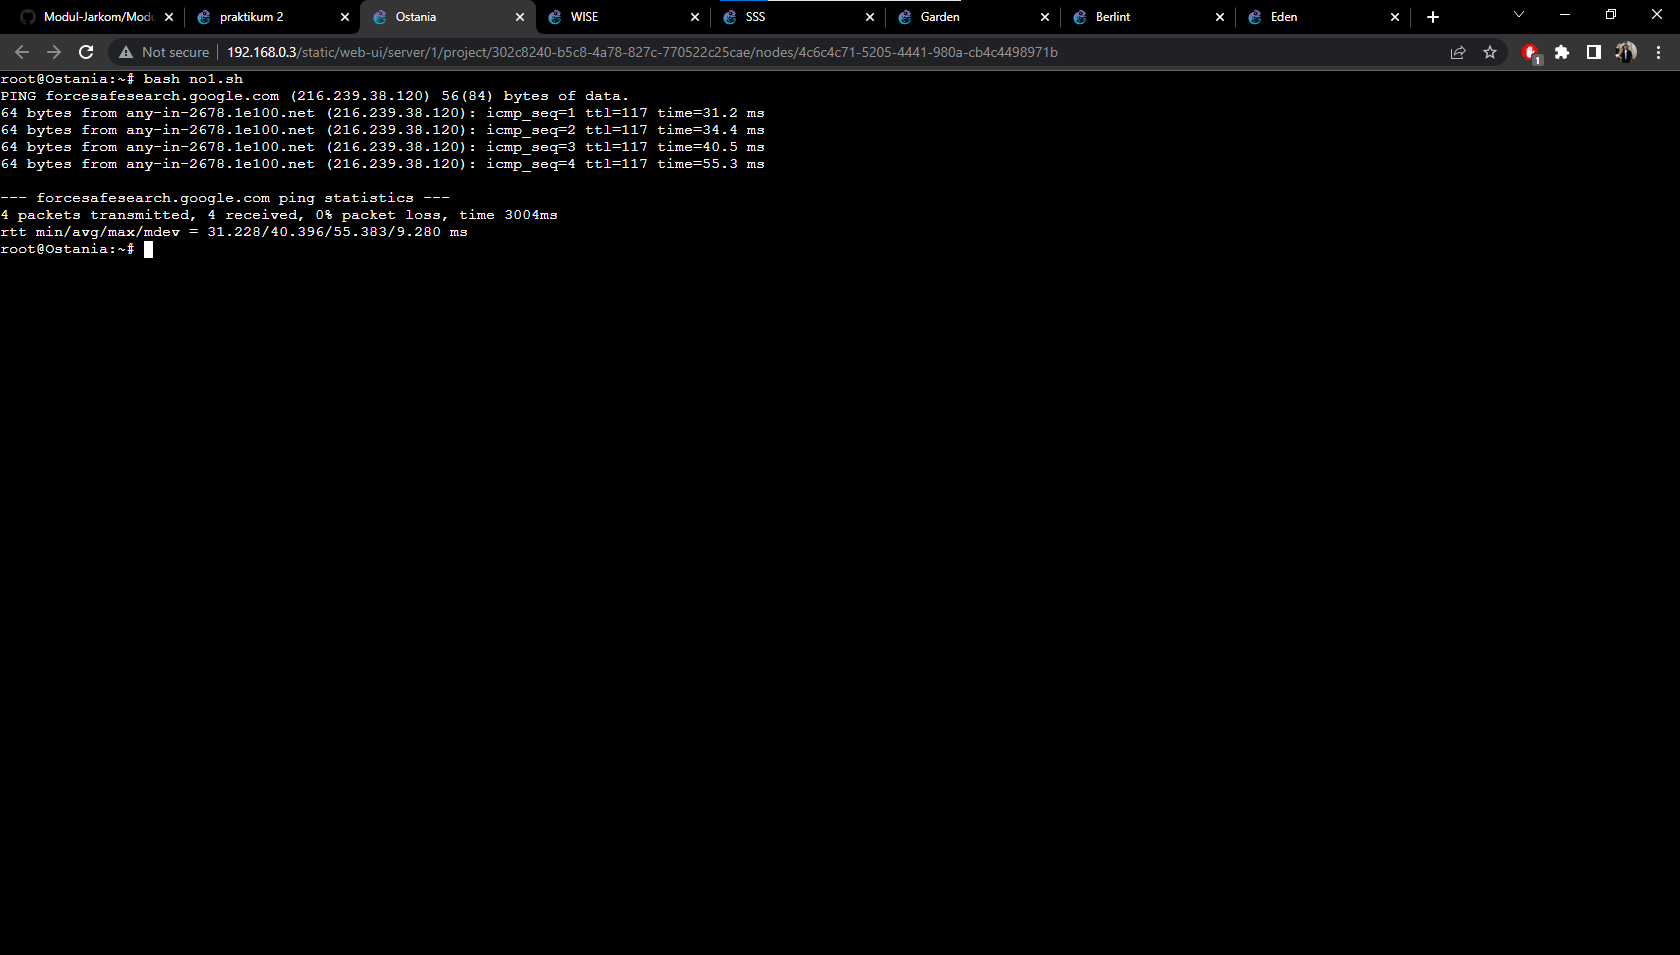 Modul-Jarkom/Modu
praktikum 2
Ostania
WISE
SSS
Garden
Berlint
Eden
Not secure
192.168.0.3/static/web-ui/server/1/project/302c8240-b5c8-4a78-827c-770522c25cae/nodes/4c6c4c71-5205-4441-980a-cb4c4498971b
1
root@Ostania:~# bash no1.sh
PING forcesafesearch.google.com (216.239.38.120) 56(84) bytes of data.
64 bytes from any-in-2678.1e100.net (216.239.38.120): icmp_seq=1 ttl=117 time=31.2 ms
64 bytes from any-in-2678.1e100.net (216.239.38.120): icmp_seq=2 ttl=117 time=34.4 ms
64 bytes from any-in-2678.1e100.net (216.239.38.120): icmp_seq=3 ttl=117 time=40.5 ms
64 bytes from any-in-2678.1e100.net (216.239.38.120): icmp_seq=4 ttl=117 time=55.3 ms
--- forcesafesearch.google.com ping statistics ---
4 packets transmitted, 4 received, 0% packet loss, time 3004ms
rtt min/avg/max/mdev = 31.228/40.396/55.383/9.280 ms
root@Ostania:~#